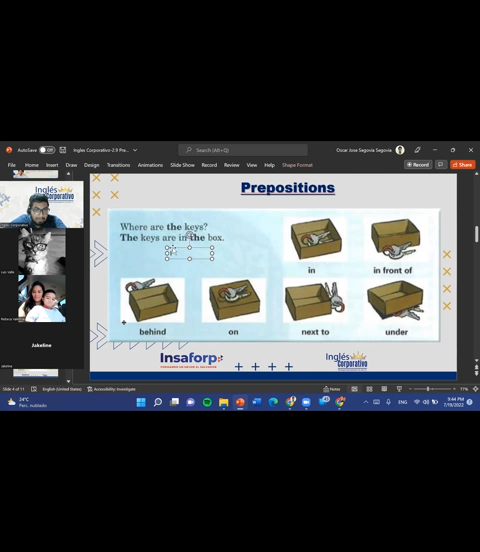 AutoSave Off Inglés Corporativo-2.9 Pre... Search (Alt+Q) Oscar Jose Segovia Segovia
File Home Insert Draw Design Transitions Animations Slide Show Record Review View Help Shape Format Record Share
Inglés
Corporativo
Prepositions
Where are the keys?
The keys are in the box.
in
in front of
behind
on
next to
under
Jakeline
Insaforp
Inglés
Corporativo
Slide 4 of 11 English (United States) Accessibility: Investigate Notes 77%
24°C
Parc. nublado
ENG
9:44 PM
7/19/2022